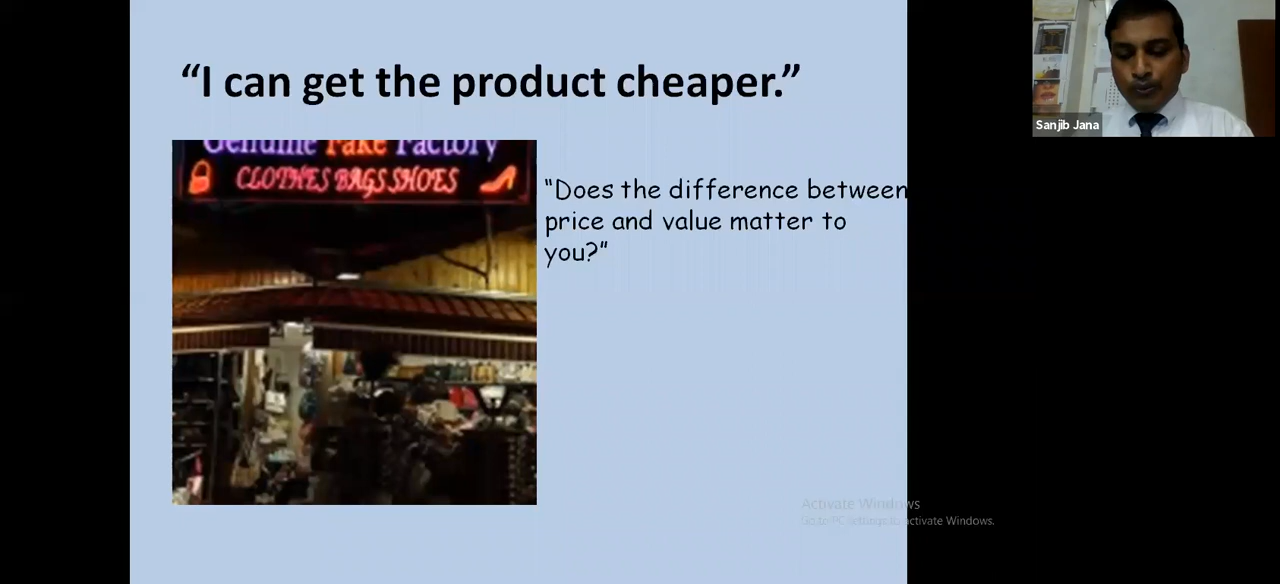 “I can get the product cheaper.”
Genuine Fake Factory
CLOTHES BAGS SHOES
“Does the difference between
price and value matter to
you?”
Sanjib Jana
Activate Windows
Go to PC settings to activate Windows.